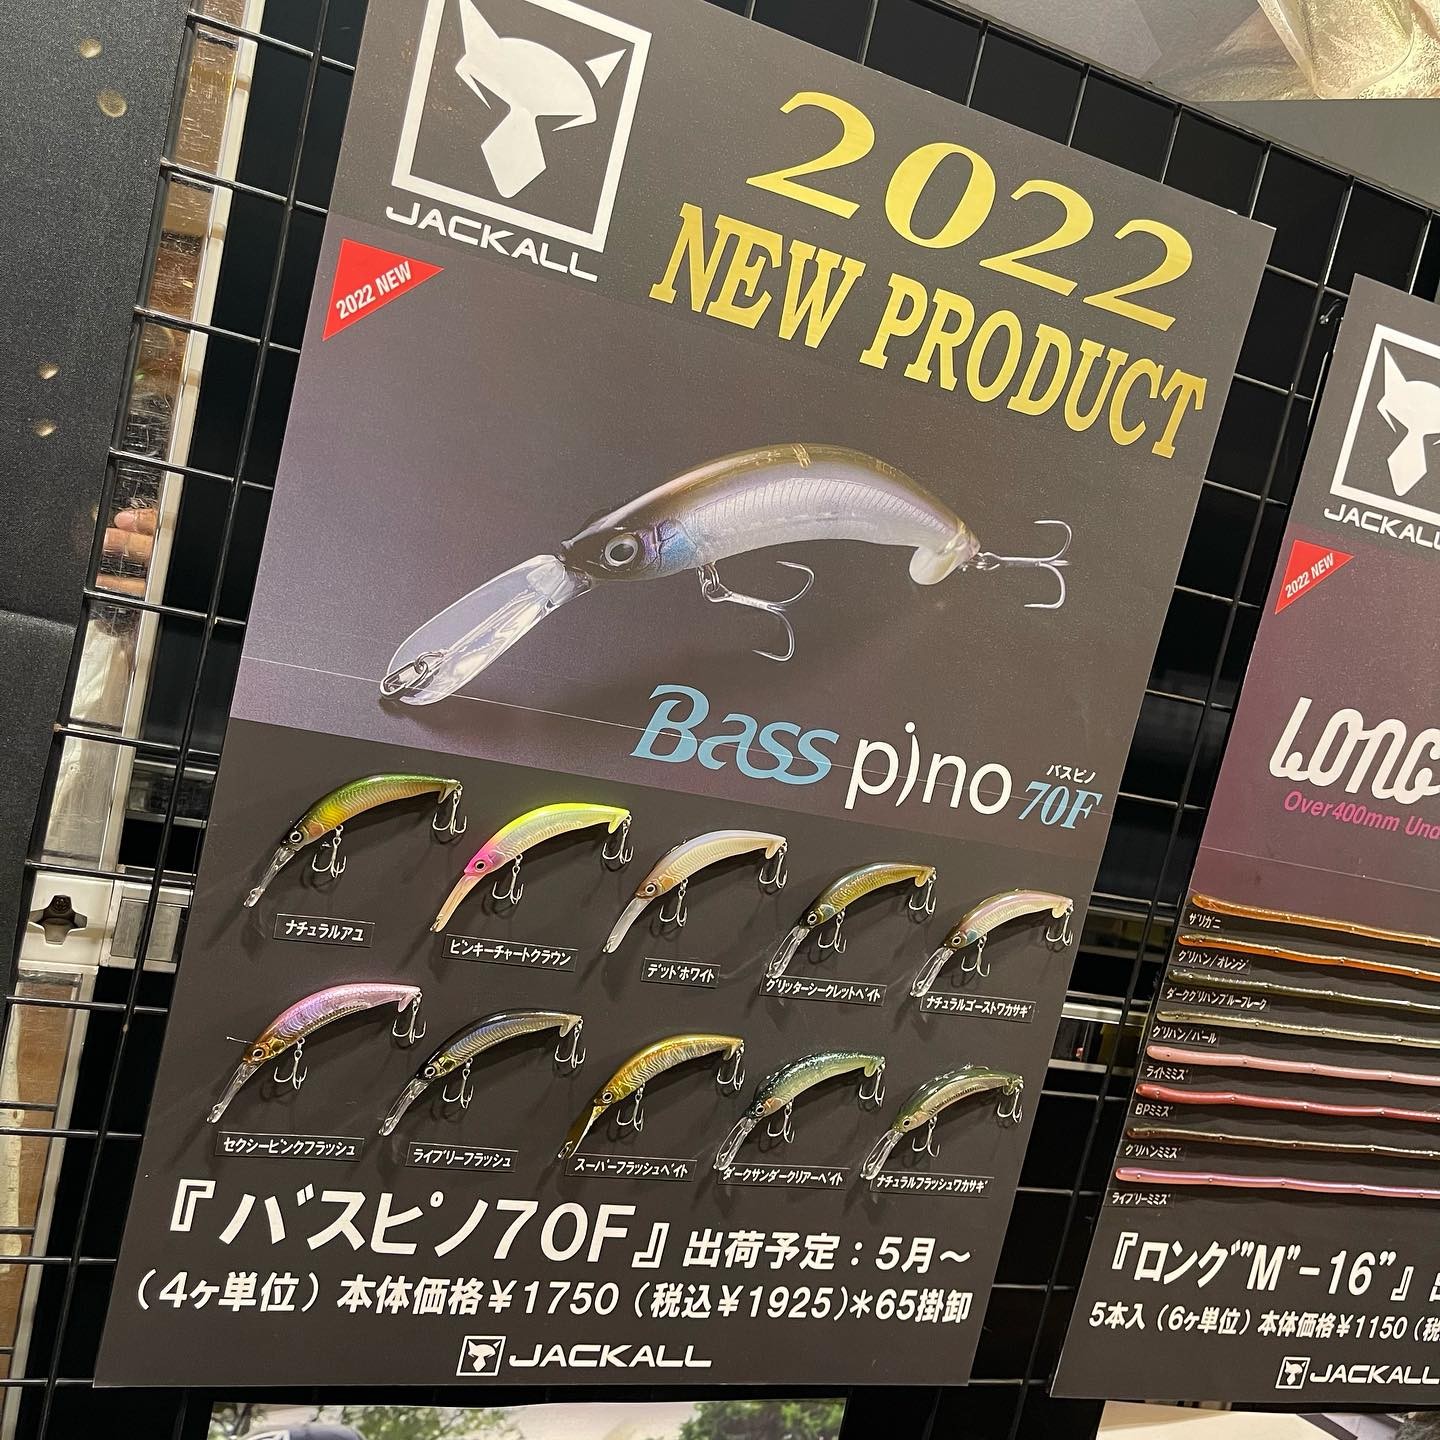 JACKALL
2022
NEW PRODUCT
2022 NEW
Bass pino 70F
バスピノ
ナチュラルアユ
ピンキーチャートクラウン
デッドホワイト
グリッターシークレットベイト
ナチュラルゴーストワカサギ
セクシーピンクフラッシュ
ライブリーフラッシュ
スーパーフラッシュベイト
ダークサンダークリアーベイト
ナチュラルフラッシュワカサギ
『バスピノ70F』出荷予定：5月～
（4ヶ単位）本体価格￥1750（税込￥1925）*65掛卸
JACKALL
JACKALL
2022 NEW
LONG
Over400mm
ザリガニ
グリパン/オレンジ
ダークグリパンブルーフレーク
グリパン/パール
ライトミミズ
BPミミズ
グリパンミミズ
ライブリーミミズ
『ロング"M"-16"』
5本入（6ヶ単位）本体価格￥1150（税
JACKALL